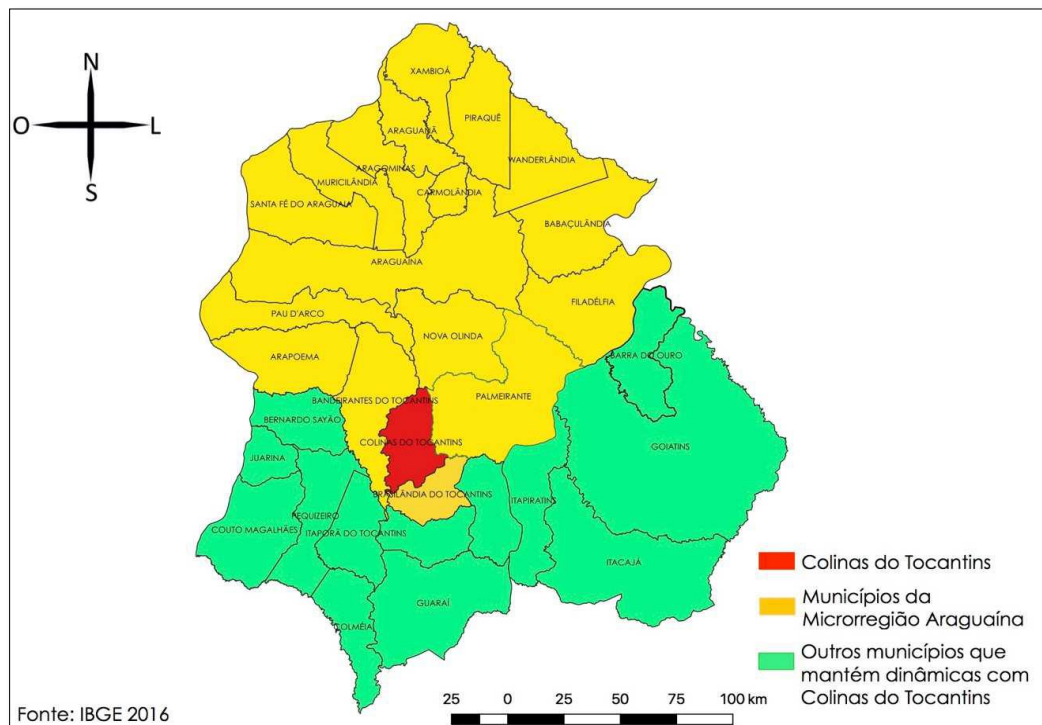 N
O
L
S
XAMBIOÁ
PIRAQUÊ
ARAGUANÃ
WANDERLÂNDIA
ARAGOMINAS
MURICILÂNDIA
CARMOLÂNDIA
SANTA FÉ DO ARAGUAIA
BABAÇULÂNDIA
ARAGUAÍNA
FILADÉLFIA
PAU D'ARCO
NOVA OLINDA
ARAPOEMA
BARRA DO OURO
BANDEIRANTES DO TOCANTINS
PALMEIRANTE
BERNARDO SAYÃO
COLINAS DO TOCANTINS
GOIATINS
JUARINA
BRASILÂNDIA DO TOCANTINS
ITAPIRATINS
PEQUIZEIRO
COUTO MAGALHÃES
ITAPORÃ DO TOCANTINS
ITACAJÁ
GUARAÍ
COLMÉIA
Colinas do Tocantins
Municípios da
Microrregião Araguaína
Outros municípios que
mantém dinâmicas com
Colinas do Tocantins
25 0 25 50 75 100 km
Fonte: IBGE 2016